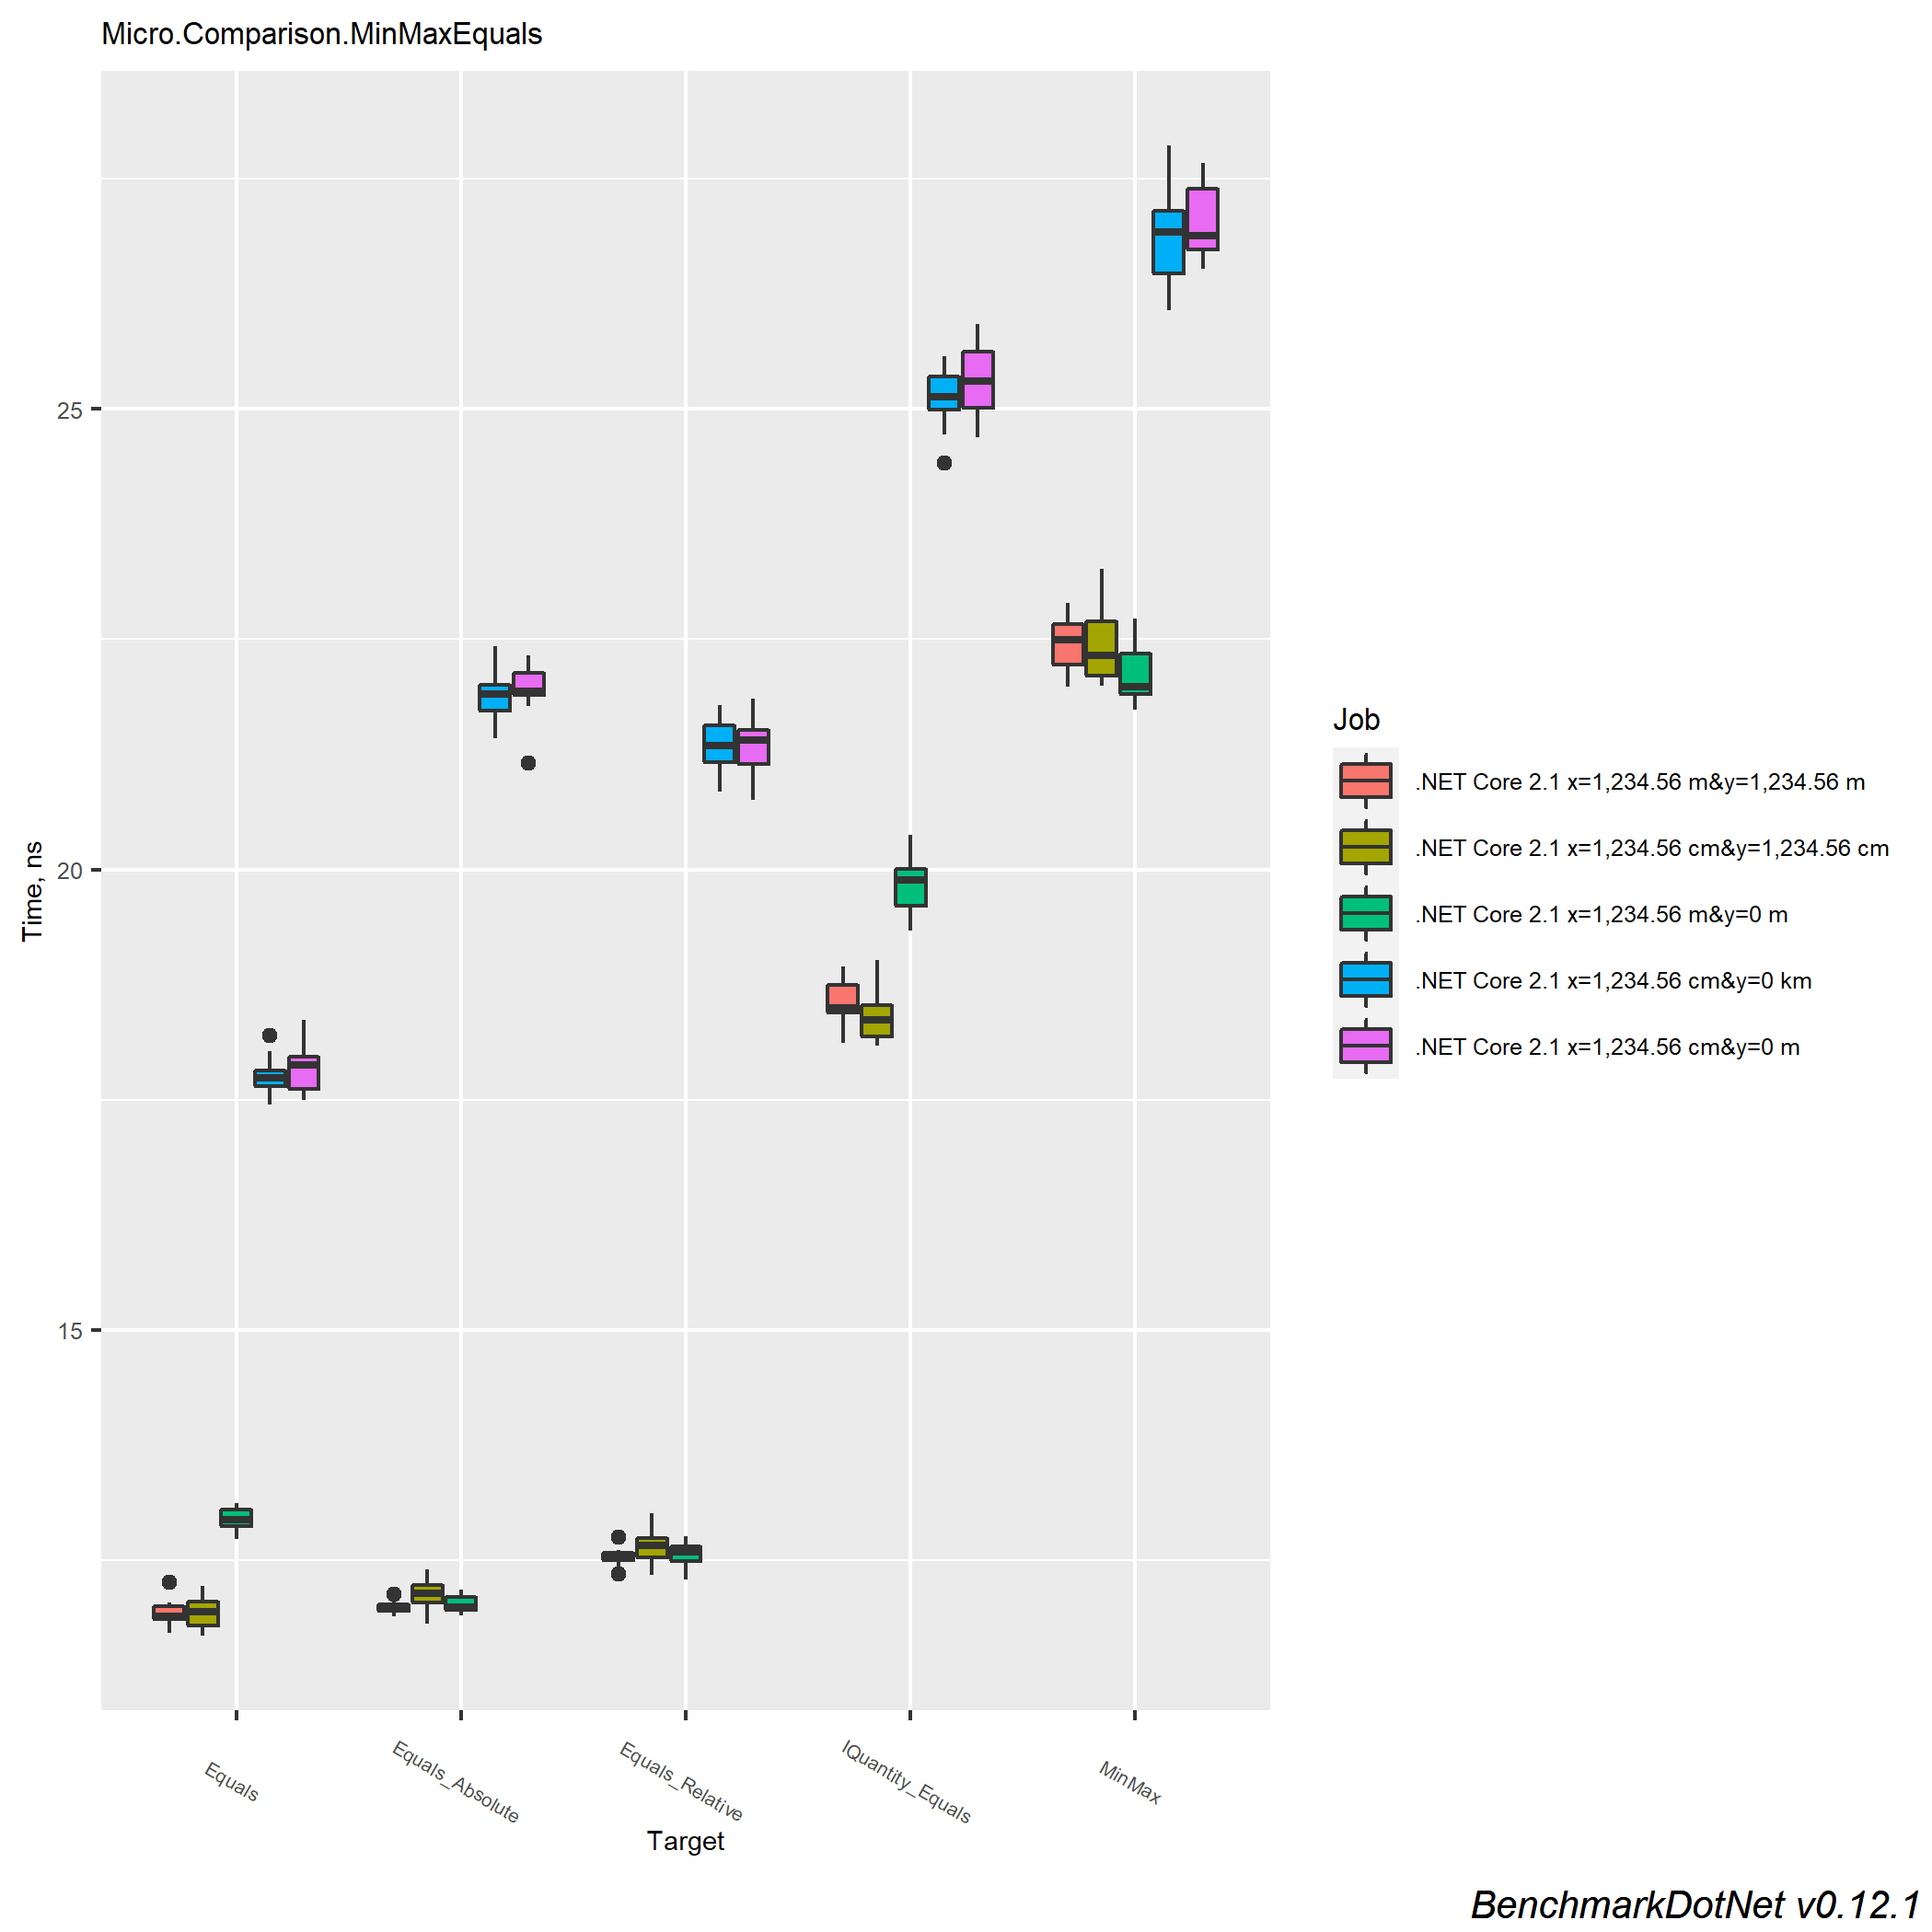 Micro.Comparison.MinMaxEquals
Time, ns
25
20
15
Equals
Equals_Absolute
Equals_Relative
IQuantity_Equals
MinMax
Target
Job
.NET Core 2.1 x=1,234.56 m&y=1,234.56 m
.NET Core 2.1 x=1,234.56 cm&y=1,234.56 cm
.NET Core 2.1 x=1,234.56 m&y=0 m
.NET Core 2.1 x=1,234.56 cm&y=0 km
.NET Core 2.1 x=1,234.56 cm&y=0 m
BenchmarkDotNet v0.12.1